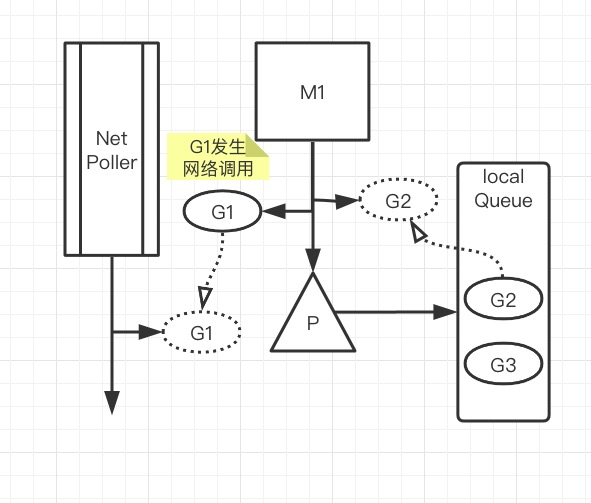 Net
Poller
M1
G1发生
网络调用
G1
G2
local
Queue
G2
G1
P
G3